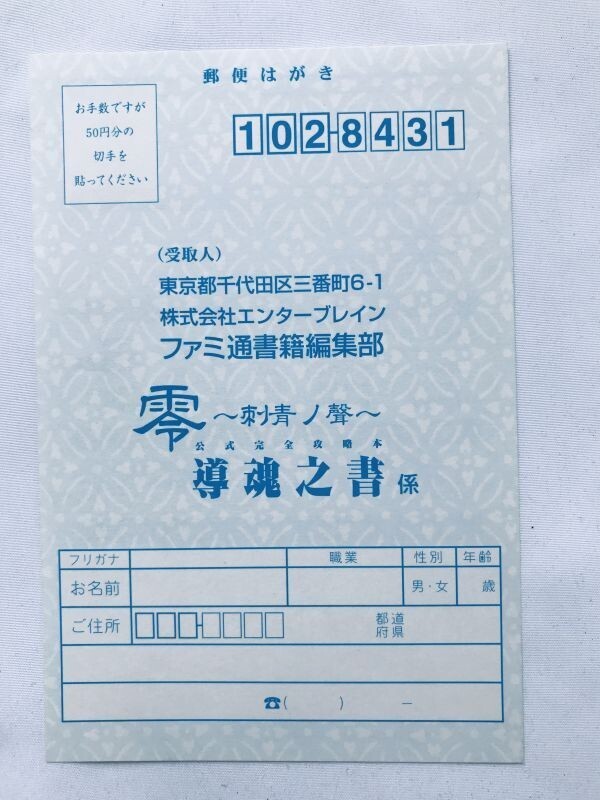 郵便はがき
お手数ですが
50円分の
切手を
貼ってください
102-8431
(受取人)
東京都千代田区三番町6-1
株式会社エンターブレイン
ファミ通書籍編集部
零 ～刺青ノ聲～
公式完全攻略本
導魂之書係
フリガナ 職業 性別 年齢
お名前 男・女 歳
ご住所 都道府県
☎( ) −